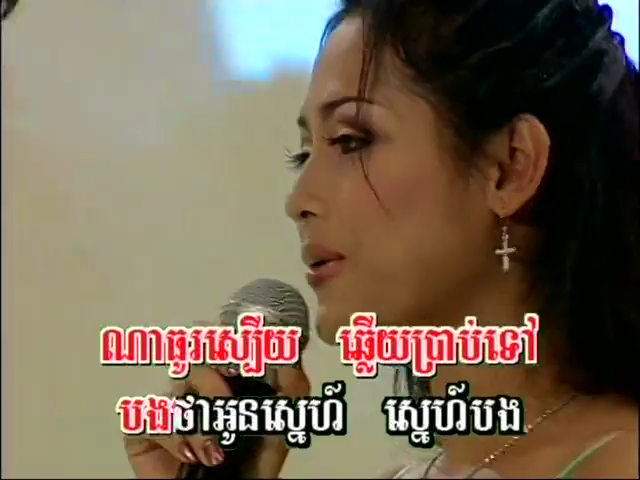 ណាធូរស្បើយ ឆ្លើយប្រាប់ទៅ
បងថាអូនស្នេហ៍ ស្នេហ៍បង